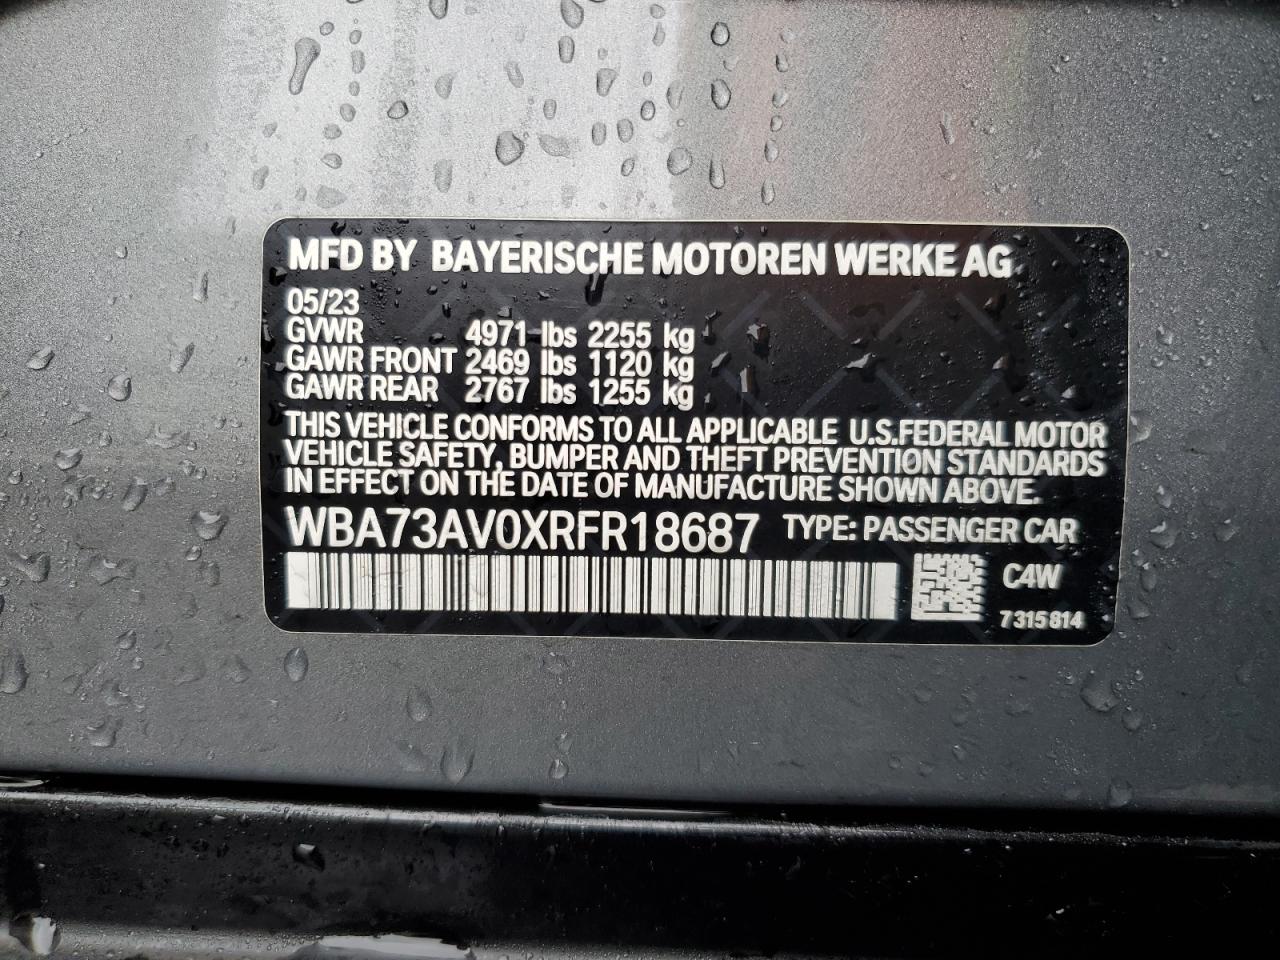 MFD BY BAYERISCHE MOTOREN WERKE AG
05/23
GVWR 4971 lbs 2255 kg
GAWR FRONT 2469 lbs 1120 kg
GAWR REAR 2767 lbs 1255 kg
THIS VEHICLE CONFORMS TO ALL APPLICABLE U.S.FEDERAL MOTOR
VEHICLE SAFETY, BUMPER AND THEFT PREVENTION STANDARDS
IN EFFECT ON THE DATE OF MANUFACTURE SHOWN ABOVE.
WBA73AV0XRFR18687 TYPE: PASSENGER CAR
C4W
7315814